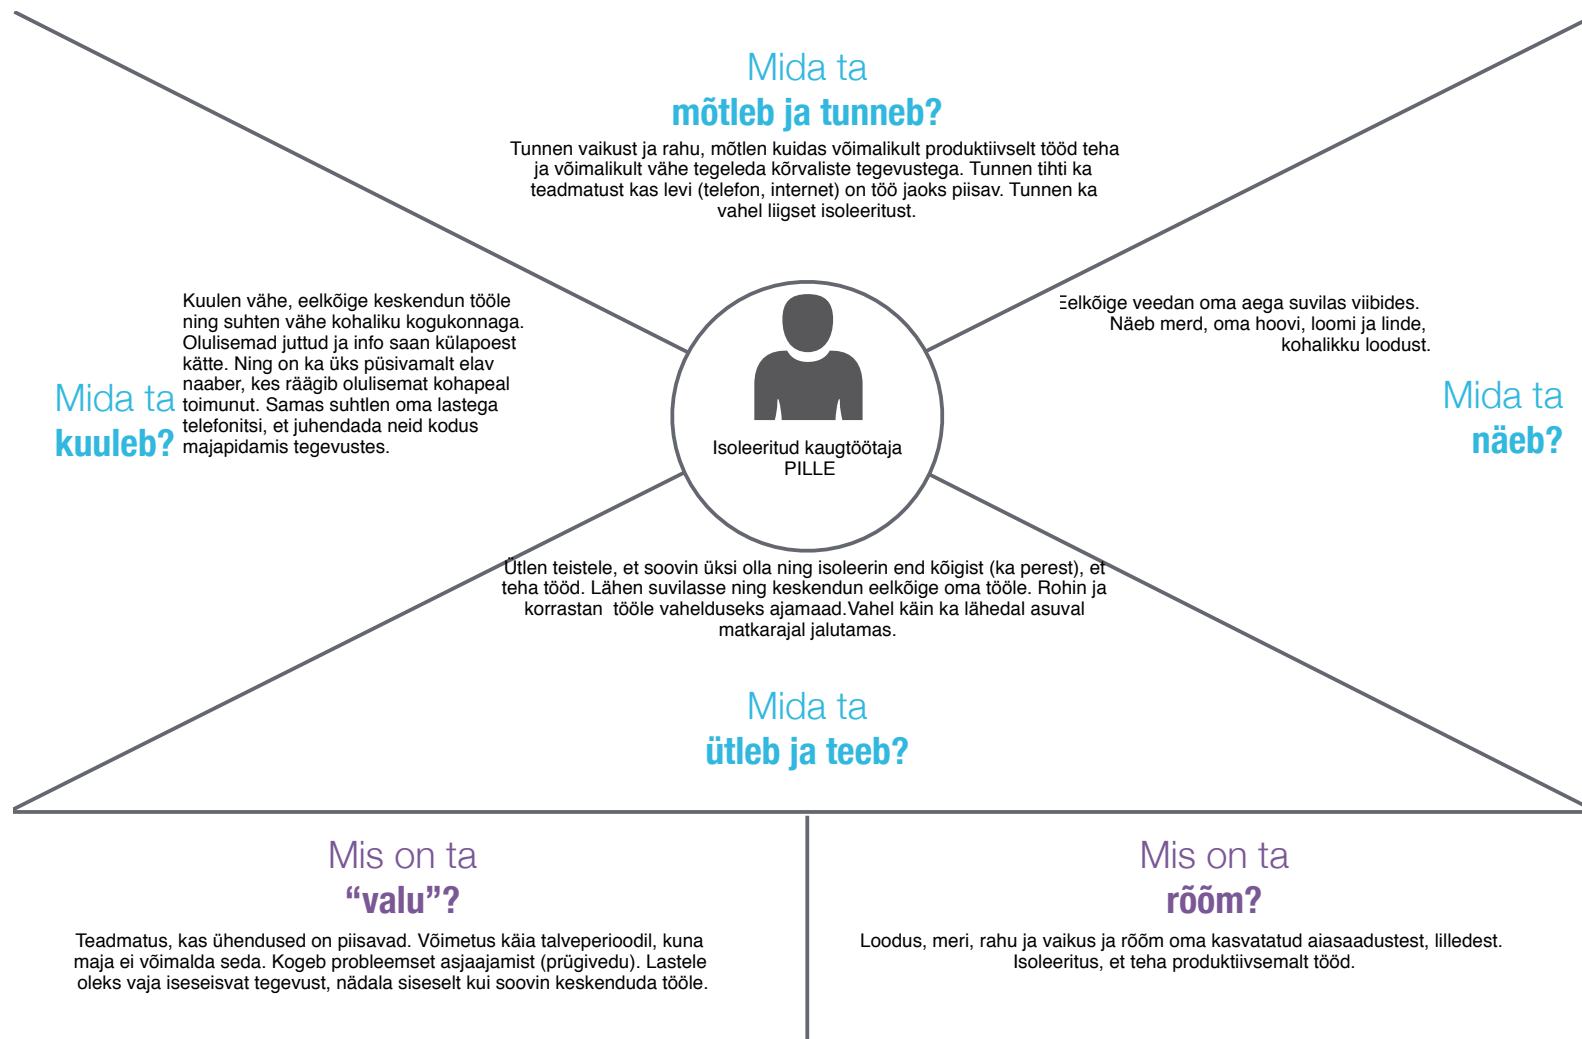 Mida ta
mõtleb ja tunneb?
Tunnen vaikust ja rahu, mõtlen kuidas võimalikult produktiivselt tööd teha
ja võimalikult vähe tegeleda kõrvaliste tegevustega. Tunnen tihti ka
teadmatust kas levi (telefon, internet) on töö jaoks piisav. Tunnen ka
vahel liigset isoleeritust.
Kuulen vähe, eelkõige keskendun tööle
ning suhten vähe kohaliku kogukonnaga.
Olulisemad juttud ja info saan külapoest
kätte. Ning on ka üks püsivamalt elav
naaber, kes räägib olulisemat kohapeal
toimunut. Samas suhtlen oma lastega
telefonitsi, et juhendada neid kodus
majapidamis tegevustes.
Mida ta
kuuleb?
Isoleeritud kaugtöötaja
PILLE
Eelkõige veedan oma aega suvilas viibides.
Näeb merd, oma hoovi, loomi ja linde,
kohalikku loodust.
Mida ta
näeb?
Ütlen teistele, et soovin üksi olla ning isoleerin end kõigist (ka perest), et
teha tööd. Lähen suvilasse ning keskendun eelkõige oma tööle. Rohin ja
korrastan tööle vahelduseks ajamaad.Vahel käin ka lähedal asuval
matkarajal jalutamas.
Mida ta
ütleb ja teeb?
Mis on ta
“valu”?
Teadmatus, kas ühendused on piisavad. Võimetus käia talveperioodil, kuna
maja ei võimalda seda. Kogeb probleemset asjaajamist (prügivedu). Lastele
oleks vaja iseseisvat tegevust, nädala siseselt kui soovin keskenduda tööle.
Mis on ta
rõõm?
Loodus, meri, rahu ja vaikus ja rõõm oma kasvatatud aiasaadustest, lilledest.
Isoleeritus, et teha produktiivsemalt tööd.